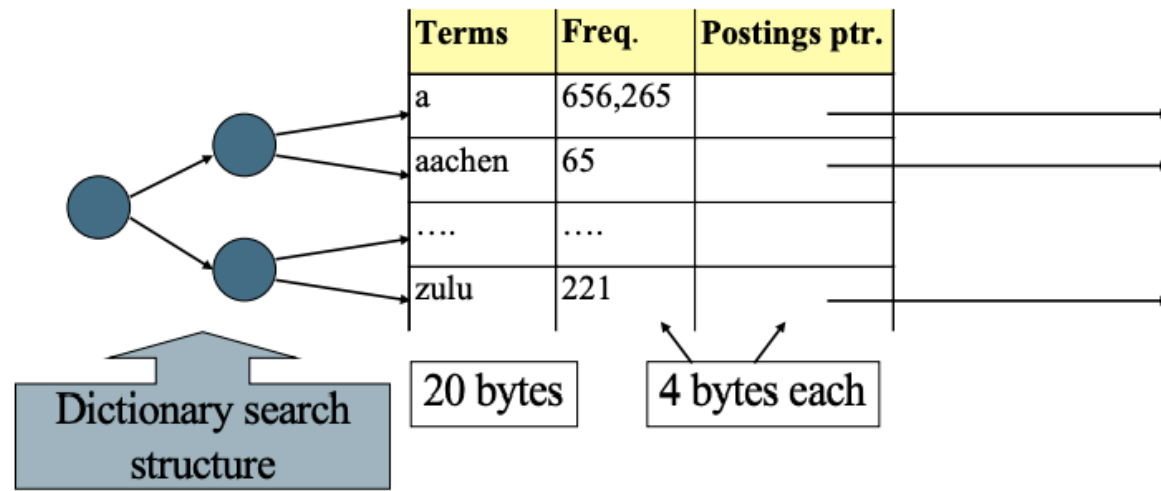 Terms Freq. Postings ptr.
a 656,265
aachen 65
…. ….
zulu 221
20 bytes 4 bytes each
Dictionary search
structure